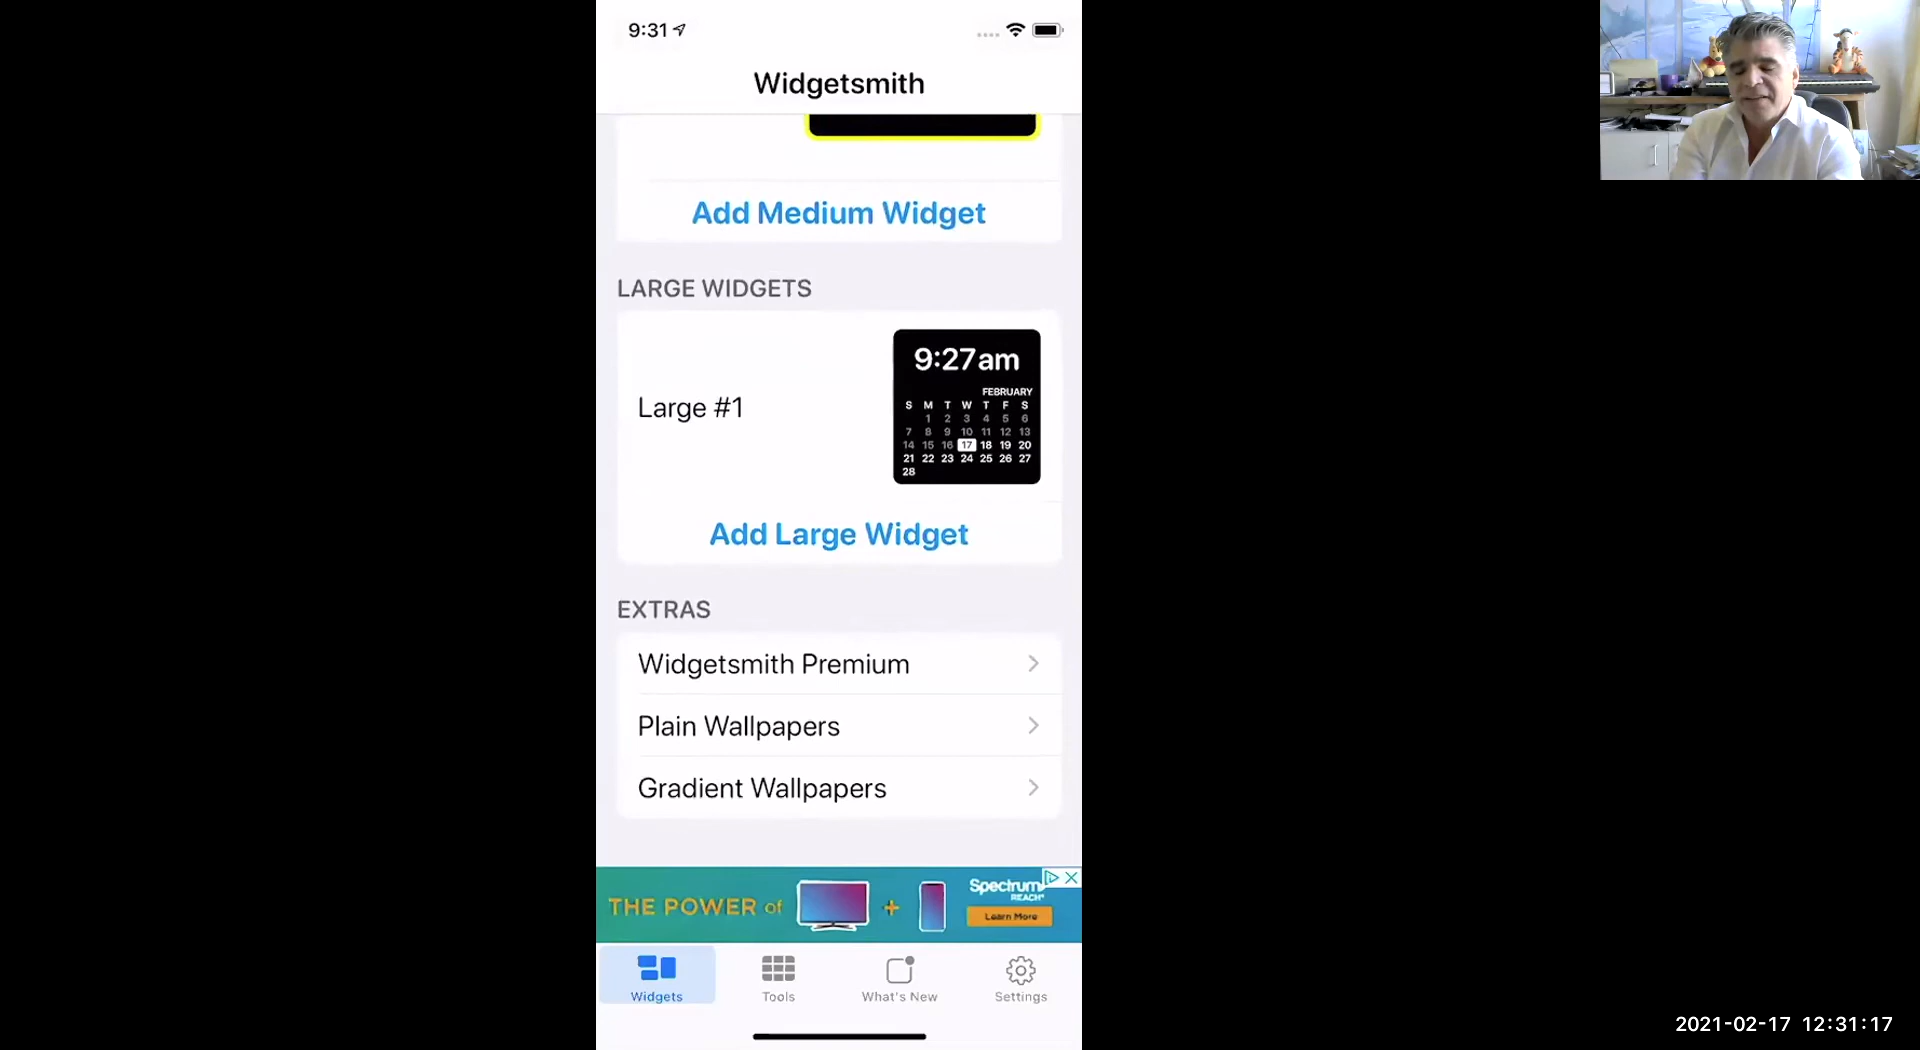 9:31
Widgetsmith
Add Medium Widget
LARGE WIDGETS
Large #1
9:27am
FEBRUARY
S M T W T F S
1 2 3 4 5 6
7 8 9 10 11 12 13
14 15 16 17 18 19 20
21 22 23 24 25 26 27
28
Add Large Widget
EXTRAS
Widgetsmith Premium
Plain Wallpapers
Gradient Wallpapers
THE POWER of
+
Spectrum
REACH
Learn More
Widgets
Tools
What's New
Settings
2021-02-17 12:31:17